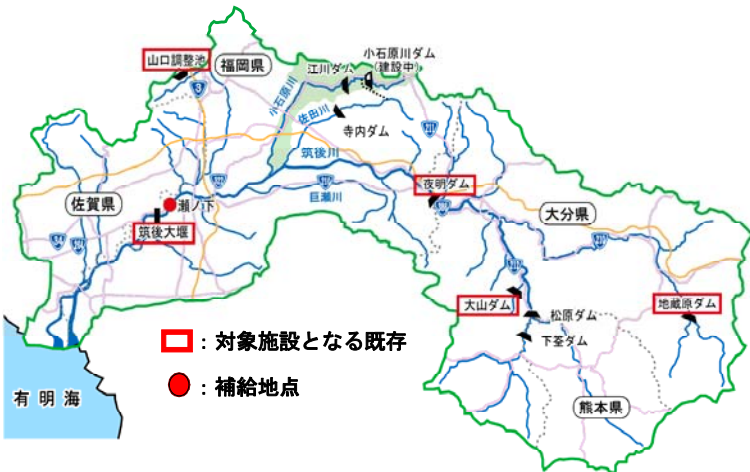 山口調整池
福岡県
小石原川ダム
(建設中)
江川ダム
小石原川
佐田川
寺内ダム
筑後川
夜明ダム
佐賀県
瀬ノ下
筑後大堰
巨瀬川
大分県
大山ダム
松原ダム
下筌ダム
地蔵原ダム
熊本県
有明海
:対象施設となる既存
:補給地点
3
34